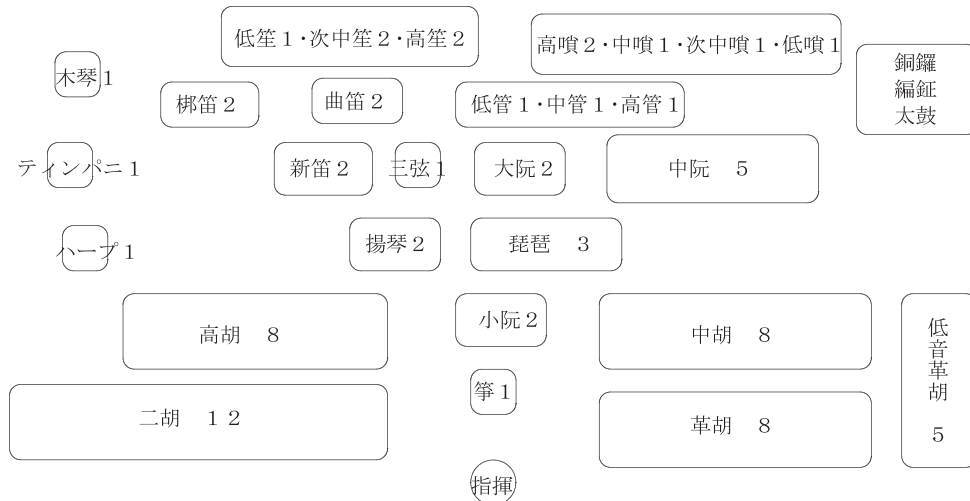 低笙１・次中笙２・高笙２
高噴２・中噴１・次中噴１・低噴１
木琴１
銅鑼
編鉦
太鼓
梆笛２
曲笛２
低管１・中管１・高管１
ティンパニ１
新笛２
三弦１
大阮２
中阮　５
ハープ１
揚琴２
琵琶　３
高胡　８
小阮２
中胡　８
低音革胡　５
箏１
二胡　１２
革胡　８
指揮